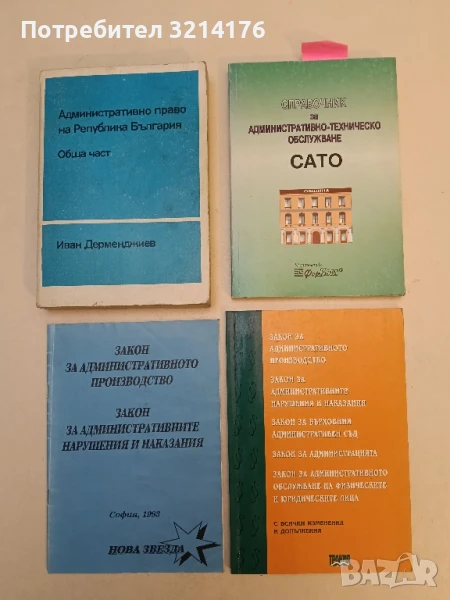 Потребител 3214176
Административно право
на Република България
Обща част
Иван Дерменджиев
СПРАВОЧНИК
за
АДМИНИСТРАТИВНО-ТЕХНИЧЕСКО
ОБСЛУЖВАНЕ
САТО
ЗАКОН
ЗА АДМИНИСТРАТИВНОТО
ПРОИЗВОДСТВО
ЗАКОН
ЗА АДМИНИСТРАТИВНИТЕ
НАРУШЕНИЯ И НАКАЗАНИЯ
София, 1993
НОВА ЗВЕЗДА
ЗАКОН ЗА
АДМИНИСТРАТИВНОТО
ПРОИЗВОДСТВО
ЗАКОН ЗА
АДМИНИСТРАТИВНИТЕ
НАРУШЕНИЯ И НАКАЗАНИЯ
ЗАКОН ЗА ВЪРХОВНИЯ
АДМИНИСТРАТИВЕН СЪД
ЗАКОН ЗА АДМИНИСТРАЦИЯТА
ЗАКОН ЗА АДМИНИСТРАТИВНОТО
ОБСЛУЖВАНЕ НА ФИЗИЧЕСКИТЕ
И ЮРИДИЧЕСКИТЕ ЛИЦА
С ВСИЧКИ ИЗМЕНЕНИЯ
И ДОПЪЛНЕНИЯ
ТРАКИЯ
BAZAR